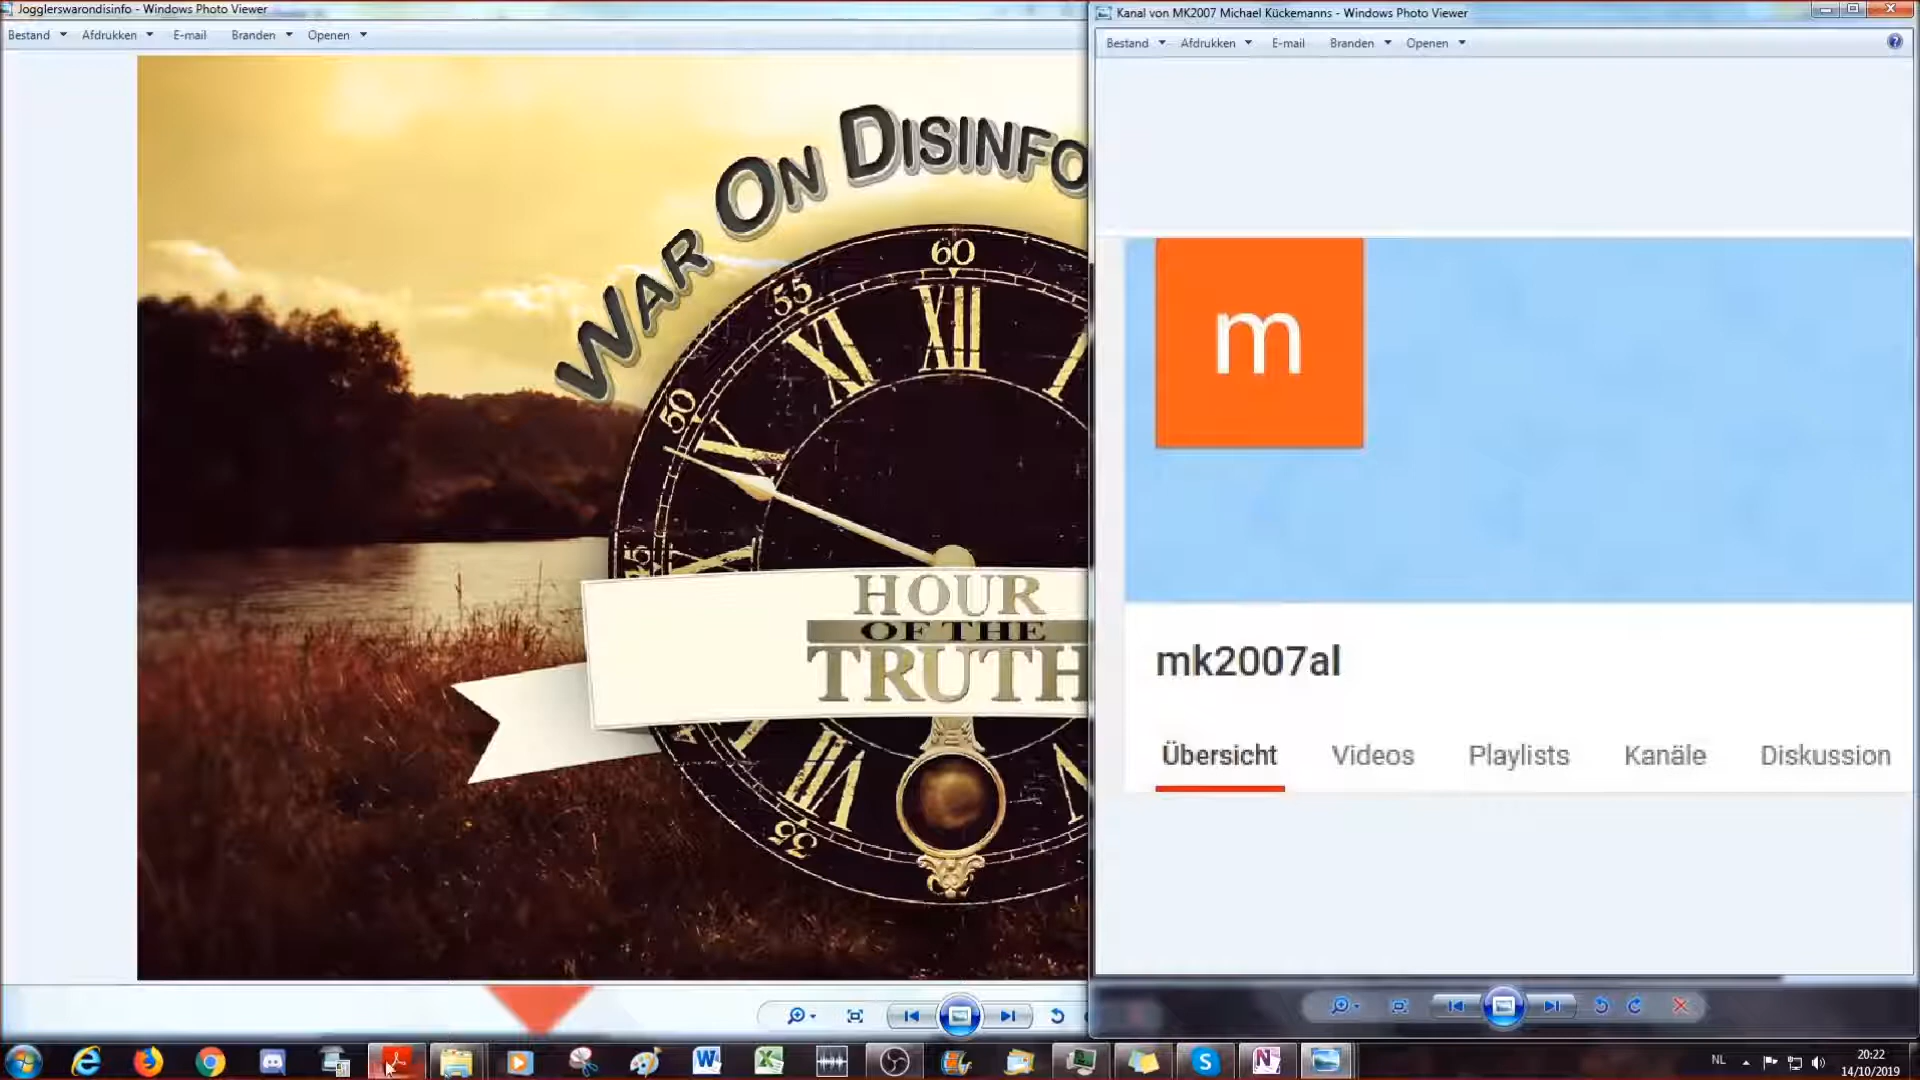 Jogglerswarondisinfo - Windows Photo Viewer
Bestand Afdrukken E-mail Branden Openen
WAR ON DISINFO
60
55
50
45
35
XII
XI
HOUR
OF THE
TRUTH
Kanal von MK2007 Michael Kückemanns - Windows Photo Viewer
Bestand Afdrukken E-mail Branden Openen
m
mk2007al
Übersicht Videos Playlists Kanäle Diskussion
NL
20:22
14/10/2019